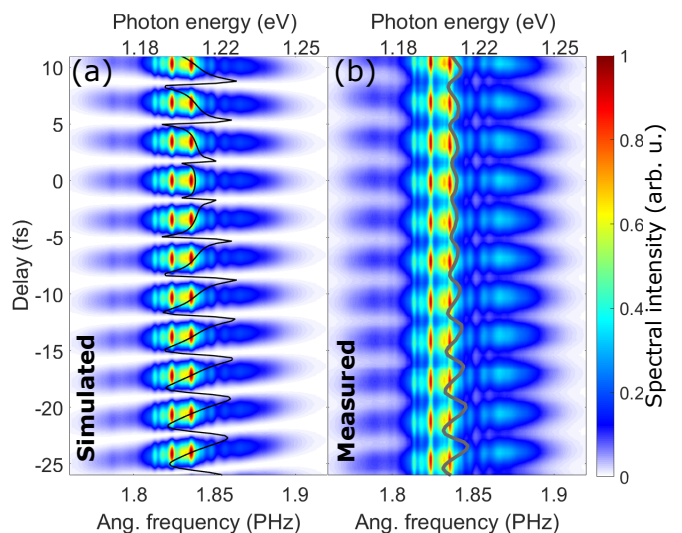 Photon energy (eV)
Photon energy (eV)
1.18 1.22 1.25
1.18 1.22 1.25
(a)
(b)
10
5
0
-5
-10
-15
-20
-25
Delay (fs)
Simulated
Measured
1.8 1.85 1.9
1.8 1.85 1.9
Ang. frequency (PHz)
Ang. frequency (PHz)
1
0.8
0.6
0.4
0.2
0
Spectral intensity (arb. u.)